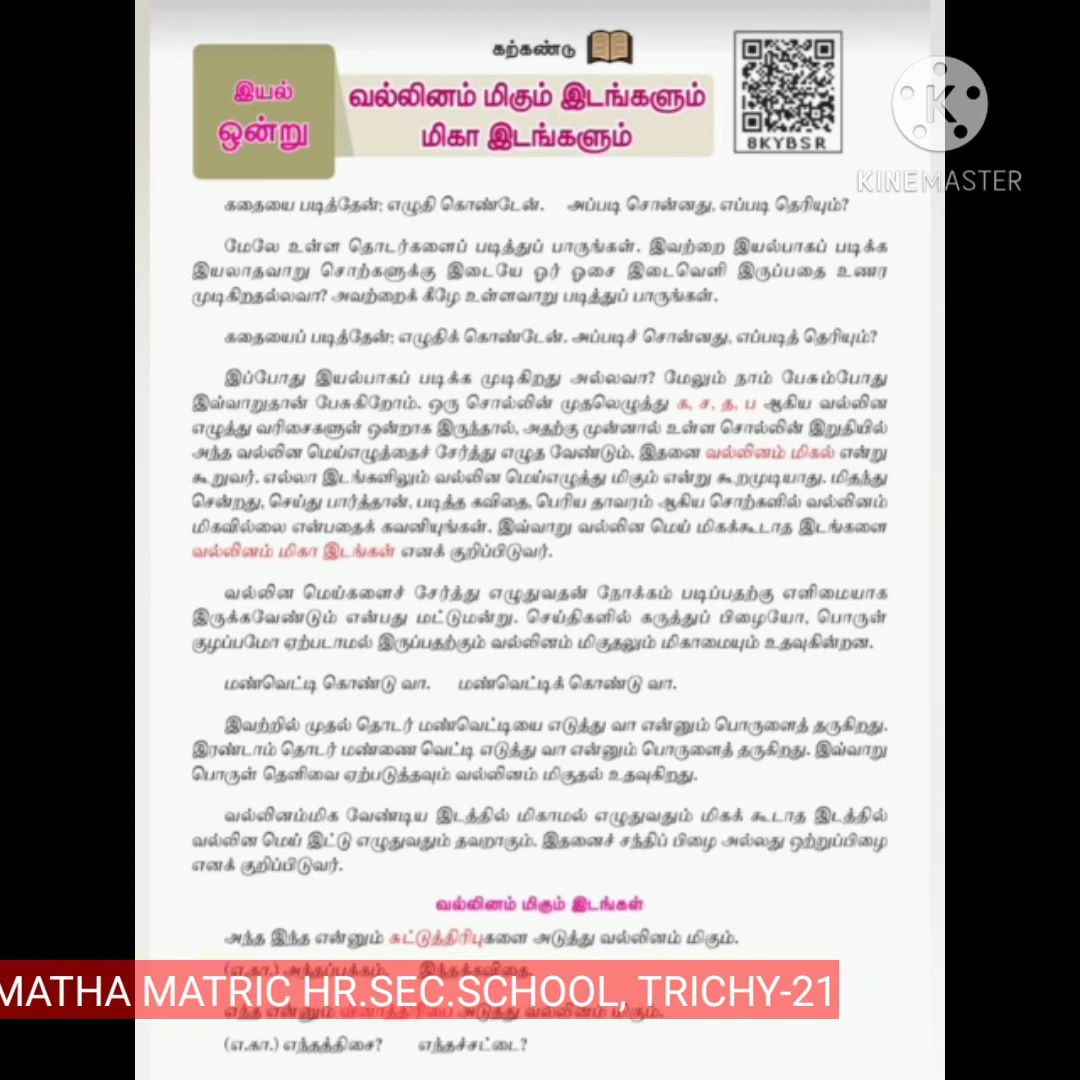 கற்கண்டு
இயல்
ஒன்று
வல்லினம் மிகும் இடங்களும்
மிகா இடங்களும்
8KYBSR
K
KINEMASTER
கதையை படித்தேன்; எழுதி கொண்டேன். அப்படி சொன்னது, எப்படி தெரியும்?
மேலே உள்ள தொடர்களைப் படித்துப் பாருங்கள். இவற்றை இயல்பாகப் படிக்க
இயலாதவாறு சொற்களுக்கு இடையே ஓர் ஓசை இடைவெளி இருப்பதை உணர
முடிகிறதல்லவா? அவற்றைக் கீழே உள்ளவாறு படித்துப் பாருங்கள்.
கதையைப் படித்தேன்; எழுதிக் கொண்டேன். அப்படிச் சொன்னது, எப்படித் தெரியும்?
இப்போது இயல்பாகப் படிக்க முடிகிறது அல்லவா? மேலும் நாம் பேசும்போது
இவ்வாறுதான் பேசுகிறோம். ஒரு சொல்லின் முதலெழுத்து க, ச, த, ப ஆகிய வல்லின
எழுத்து வரிசைகளுள் ஒன்றாக இருந்தால், அதற்கு முன்னால் உள்ள சொல்லின் இறுதியில்
அந்த வல்லின மெய்எழுத்தைச் சேர்த்து எழுத வேண்டும். இதனை வல்லினம் மிகல் என்று
கூறுவர். எல்லா இடங்களிலும் வல்லின மெய்எழுத்து மிகும் என்று கூறமுடியாது. மிதந்து
சென்றது, செய்து பார்த்தான், படித்த கவிதை, பெரிய தாவரம் ஆகிய சொற்களில் வல்லினம்
மிகவில்லை என்பதைக் கவனியுங்கள். இவ்வாறு வல்லின மெய் மிகக்கூடாத இடங்களை
வல்லினம் மிகா இடங்கள் எனக் குறிப்பிடுவர்.
வல்லின மெய்களைச் சேர்த்து எழுதுவதன் நோக்கம் படிப்பதற்கு எளிமையாக
இருக்கவேண்டும் என்பது மட்டுமன்று. செய்திகளில் கருத்துப் பிழையோ, பொருள்
குழப்பமோ ஏற்படாமல் இருப்பதற்கும் வல்லினம் மிகுதலும் மிகாமையும் உதவுகின்றன.
மண்வெட்டி கொண்டு வா. மண்வெட்டிக் கொண்டு வா.
இவற்றில் முதல் தொடர் மண்வெட்டியை எடுத்து வா என்னும் பொருளைத் தருகிறது.
இரண்டாம் தொடர் மண்ணை வெட்டி எடுத்து வா என்னும் பொருளைத் தருகிறது. இவ்வாறு
பொருள் தெளிவை ஏற்படுத்தவும் வல்லினம் மிகுதல் உதவுகிறது.
வல்லினம்மிக வேண்டிய இடத்தில் மிகாமல் எழுதுவதும் மிகக் கூடாத இடத்தில்
வல்லின மெய் இட்டு எழுதுவதும் தவறாகும். இதனைச் சந்திப் பிழை அல்லது ஒற்றுப்பிழை
எனக் குறிப்பிடுவர்.
வல்லினம் மிகும் இடங்கள்
அந்த இந்த என்னும் சுட்டுத்திரிபுகளை அடுத்து வல்லினம் மிகும்.
(எ.கா.) அந்தப்பக்கம். இந்தக்கவிதை.
MATHA MATRIC HR.SEC.SCHOOL, TRICHY-21
எந்த என்னும் வினாத்திரியை அடுத்து வல்லினம் மிகும்.
(எ.கா.) எந்தத்திசை? எந்தச்சட்டை?